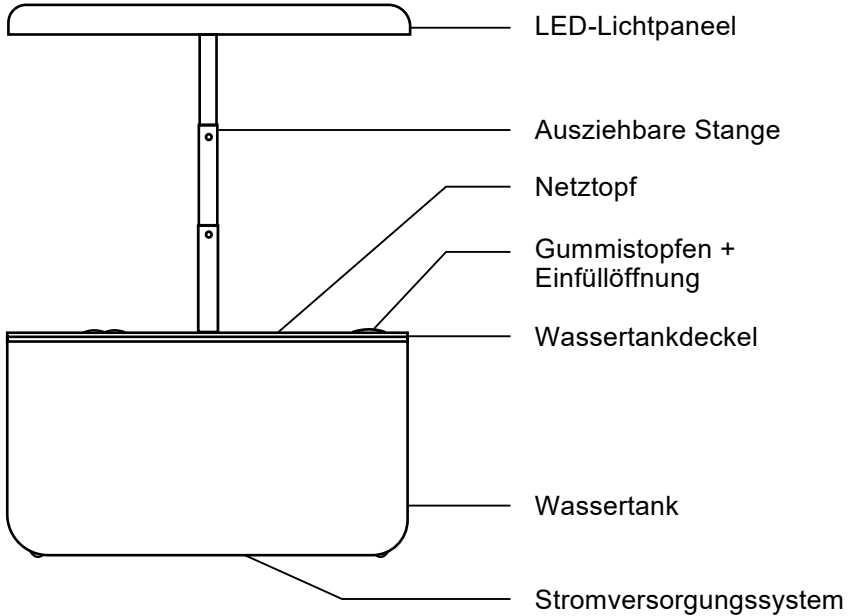 LED-Lichtpaneel
Ausziehbare Stange
Netztopf
Gummistopfen +
Einfüllöffnung
Wassertankdeckel
Wassertank
Stromversorgungssystem